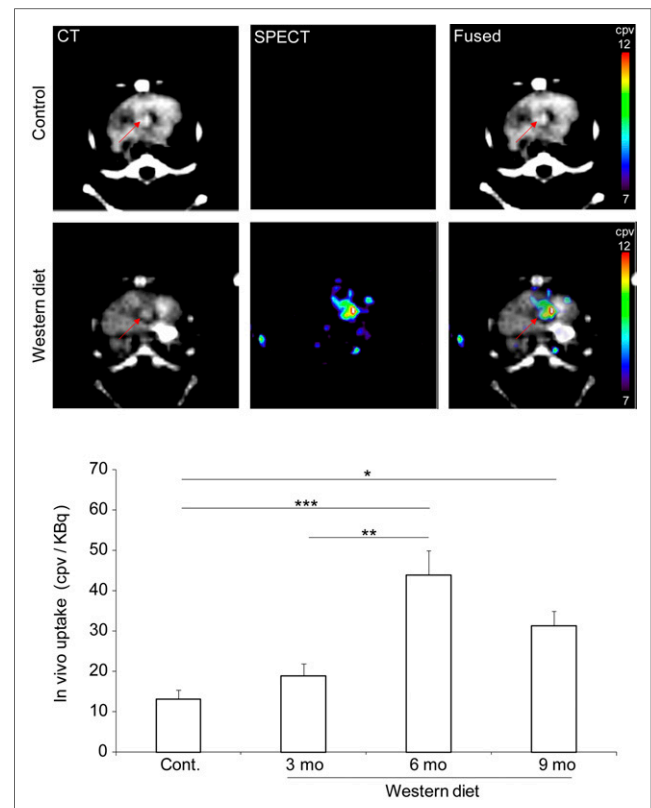 CT
SPECT
Fused
cpv
12
7
Control
cpv
12
7
Western diet
In vivo uptake (cpv / KBq)
70
60
50
40
30
20
10
0
*
***
**
Cont.
3 mo
6 mo
9 mo
Western diet